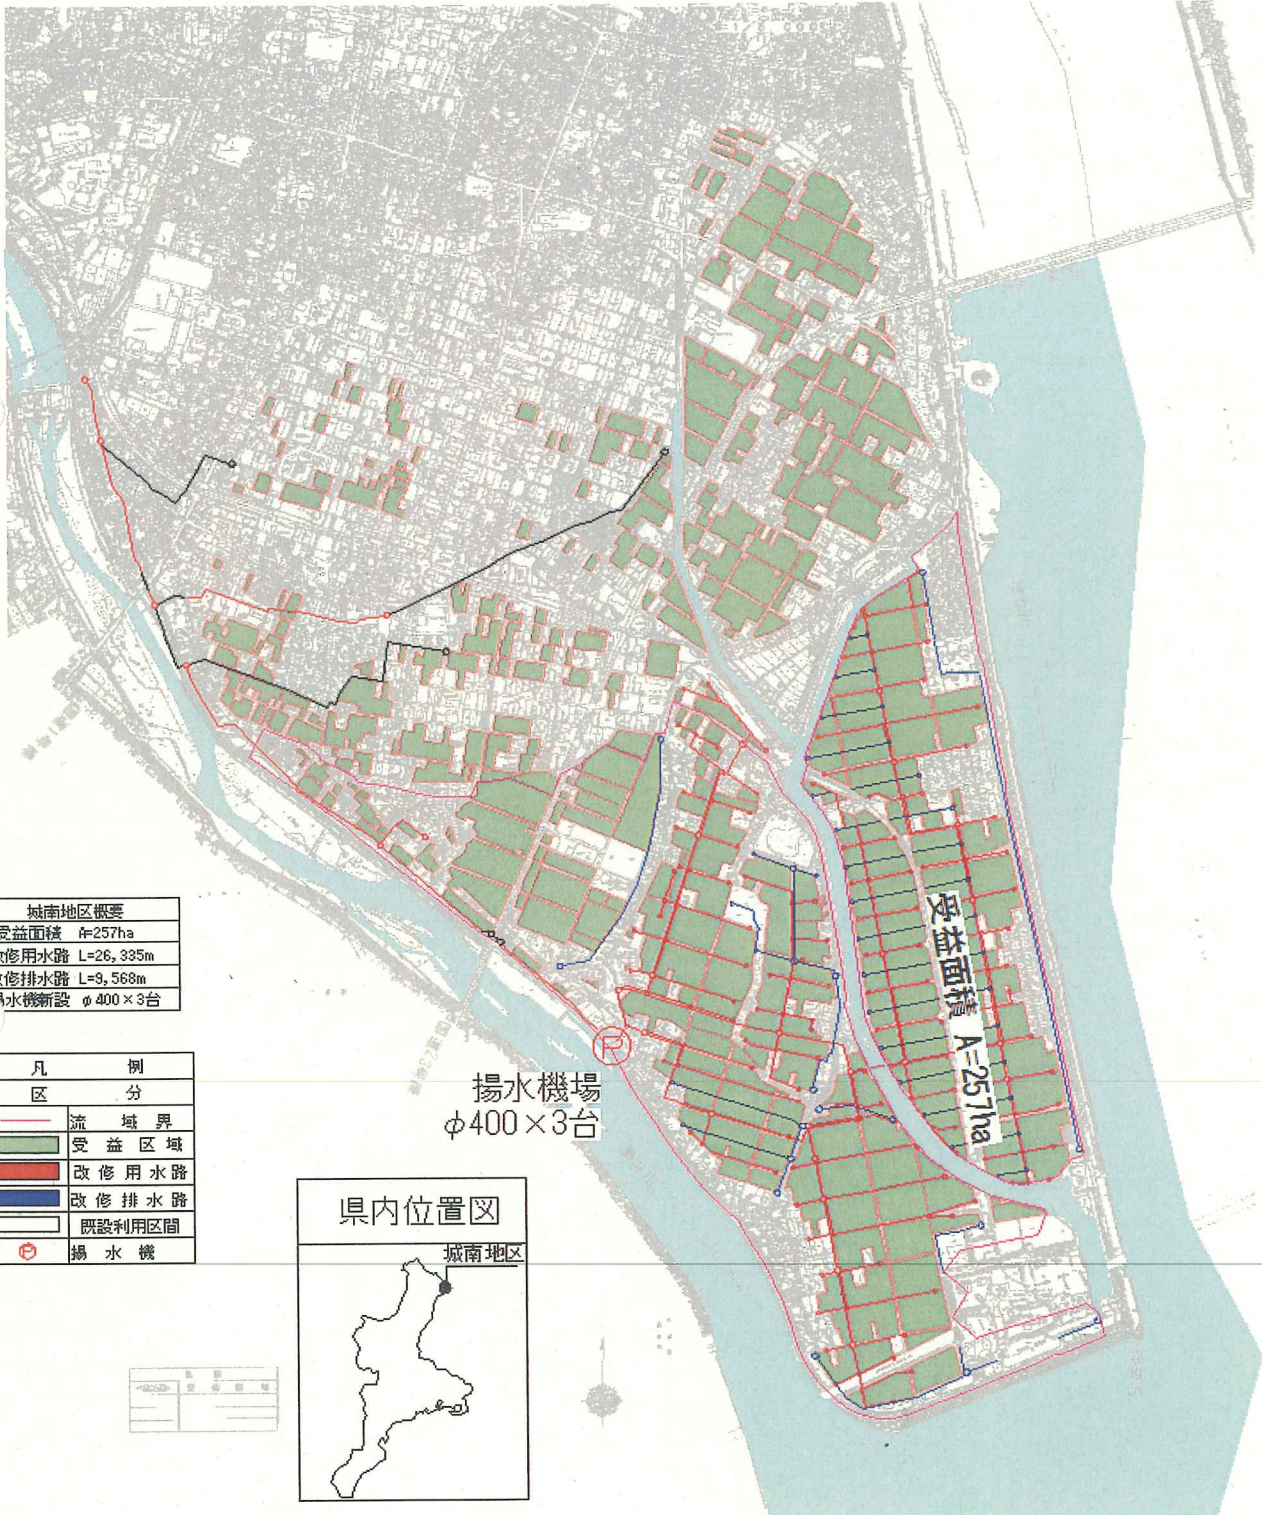 城南地区概要
受益面積 A=257ha
改修用水路 L=26,335m
改修排水路 L=9,568m
揚水機新設 φ400×3台
凡 例
区 分
流域界
受益区域
改修用水路
改修排水路
既設利用区間
P 揚水機
P
揚水機場
φ400×3台
受益面積 A=257ha
県内位置図
城南地区